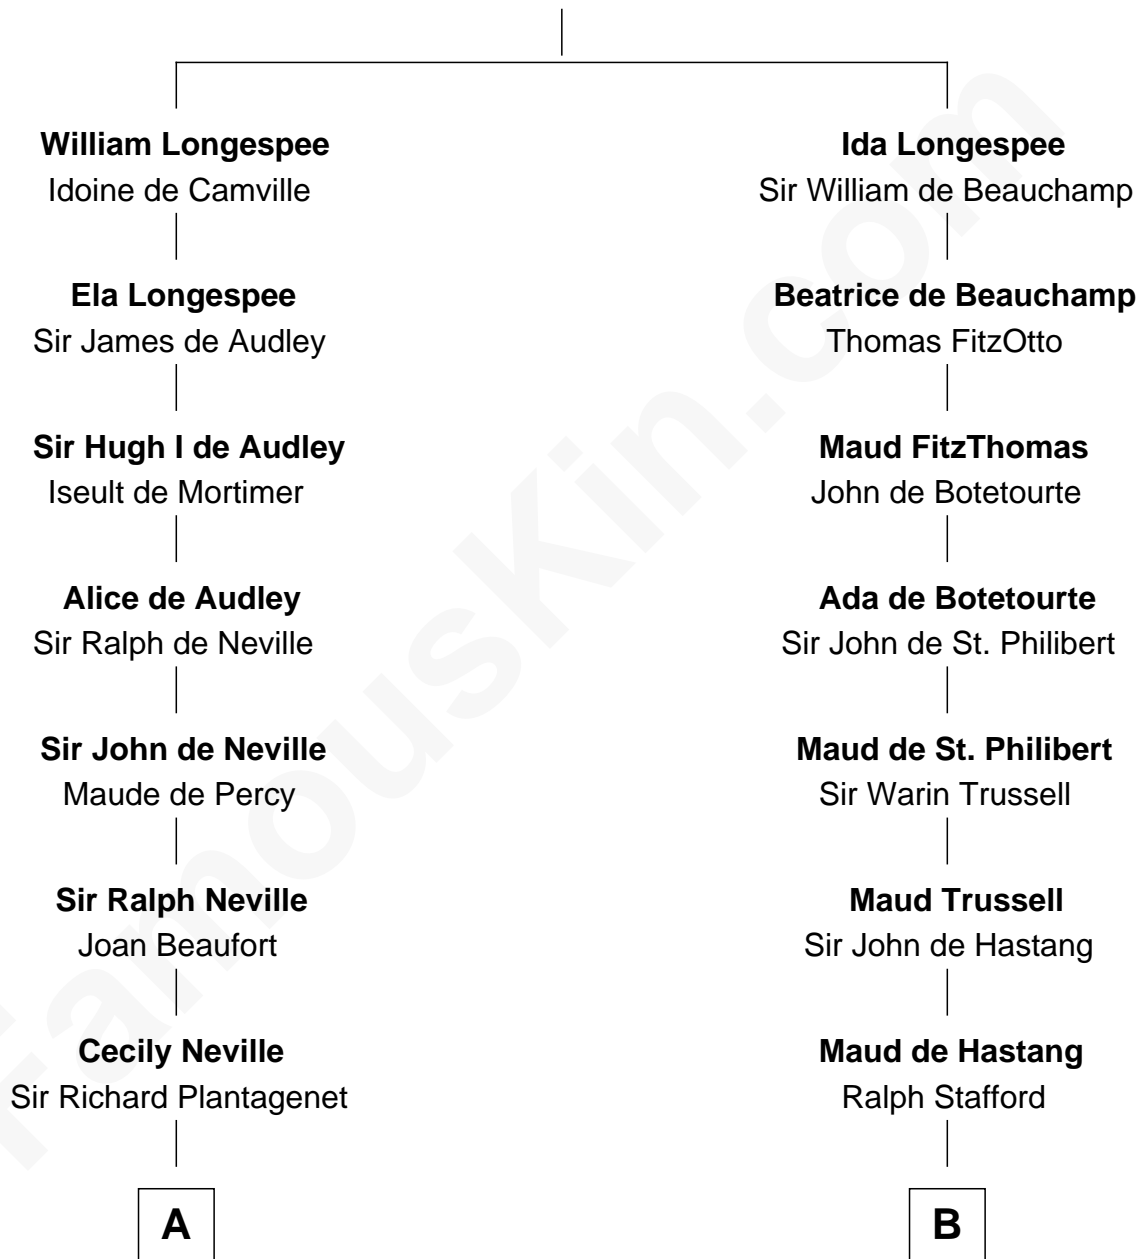 William Longespee
Idoine de Camville
Ela Longespee
Sir James de Audley
Sir Hugh I de Audley
Iseult de Mortimer
Alice de Audley
Sir Ralph de Neville
Sir John de Neville
Maude de Percy
Sir Ralph Neville
Joan Beaufort
Cecily Neville
Sir Richard Plantagenet
A
Ida Longespee
Sir William de Beauchamp
Beatrice de Beauchamp
Thomas FitzOtto
Maud FitzThomas
John de Botetourte
Ada de Botetourte
Sir John de St. Philibert
Maud de St. Philibert
Sir Warin Trussell
Maud Trussell
Sir John de Hastang
Maud de Hastang
Ralph Stafford
B
FamousKin.com